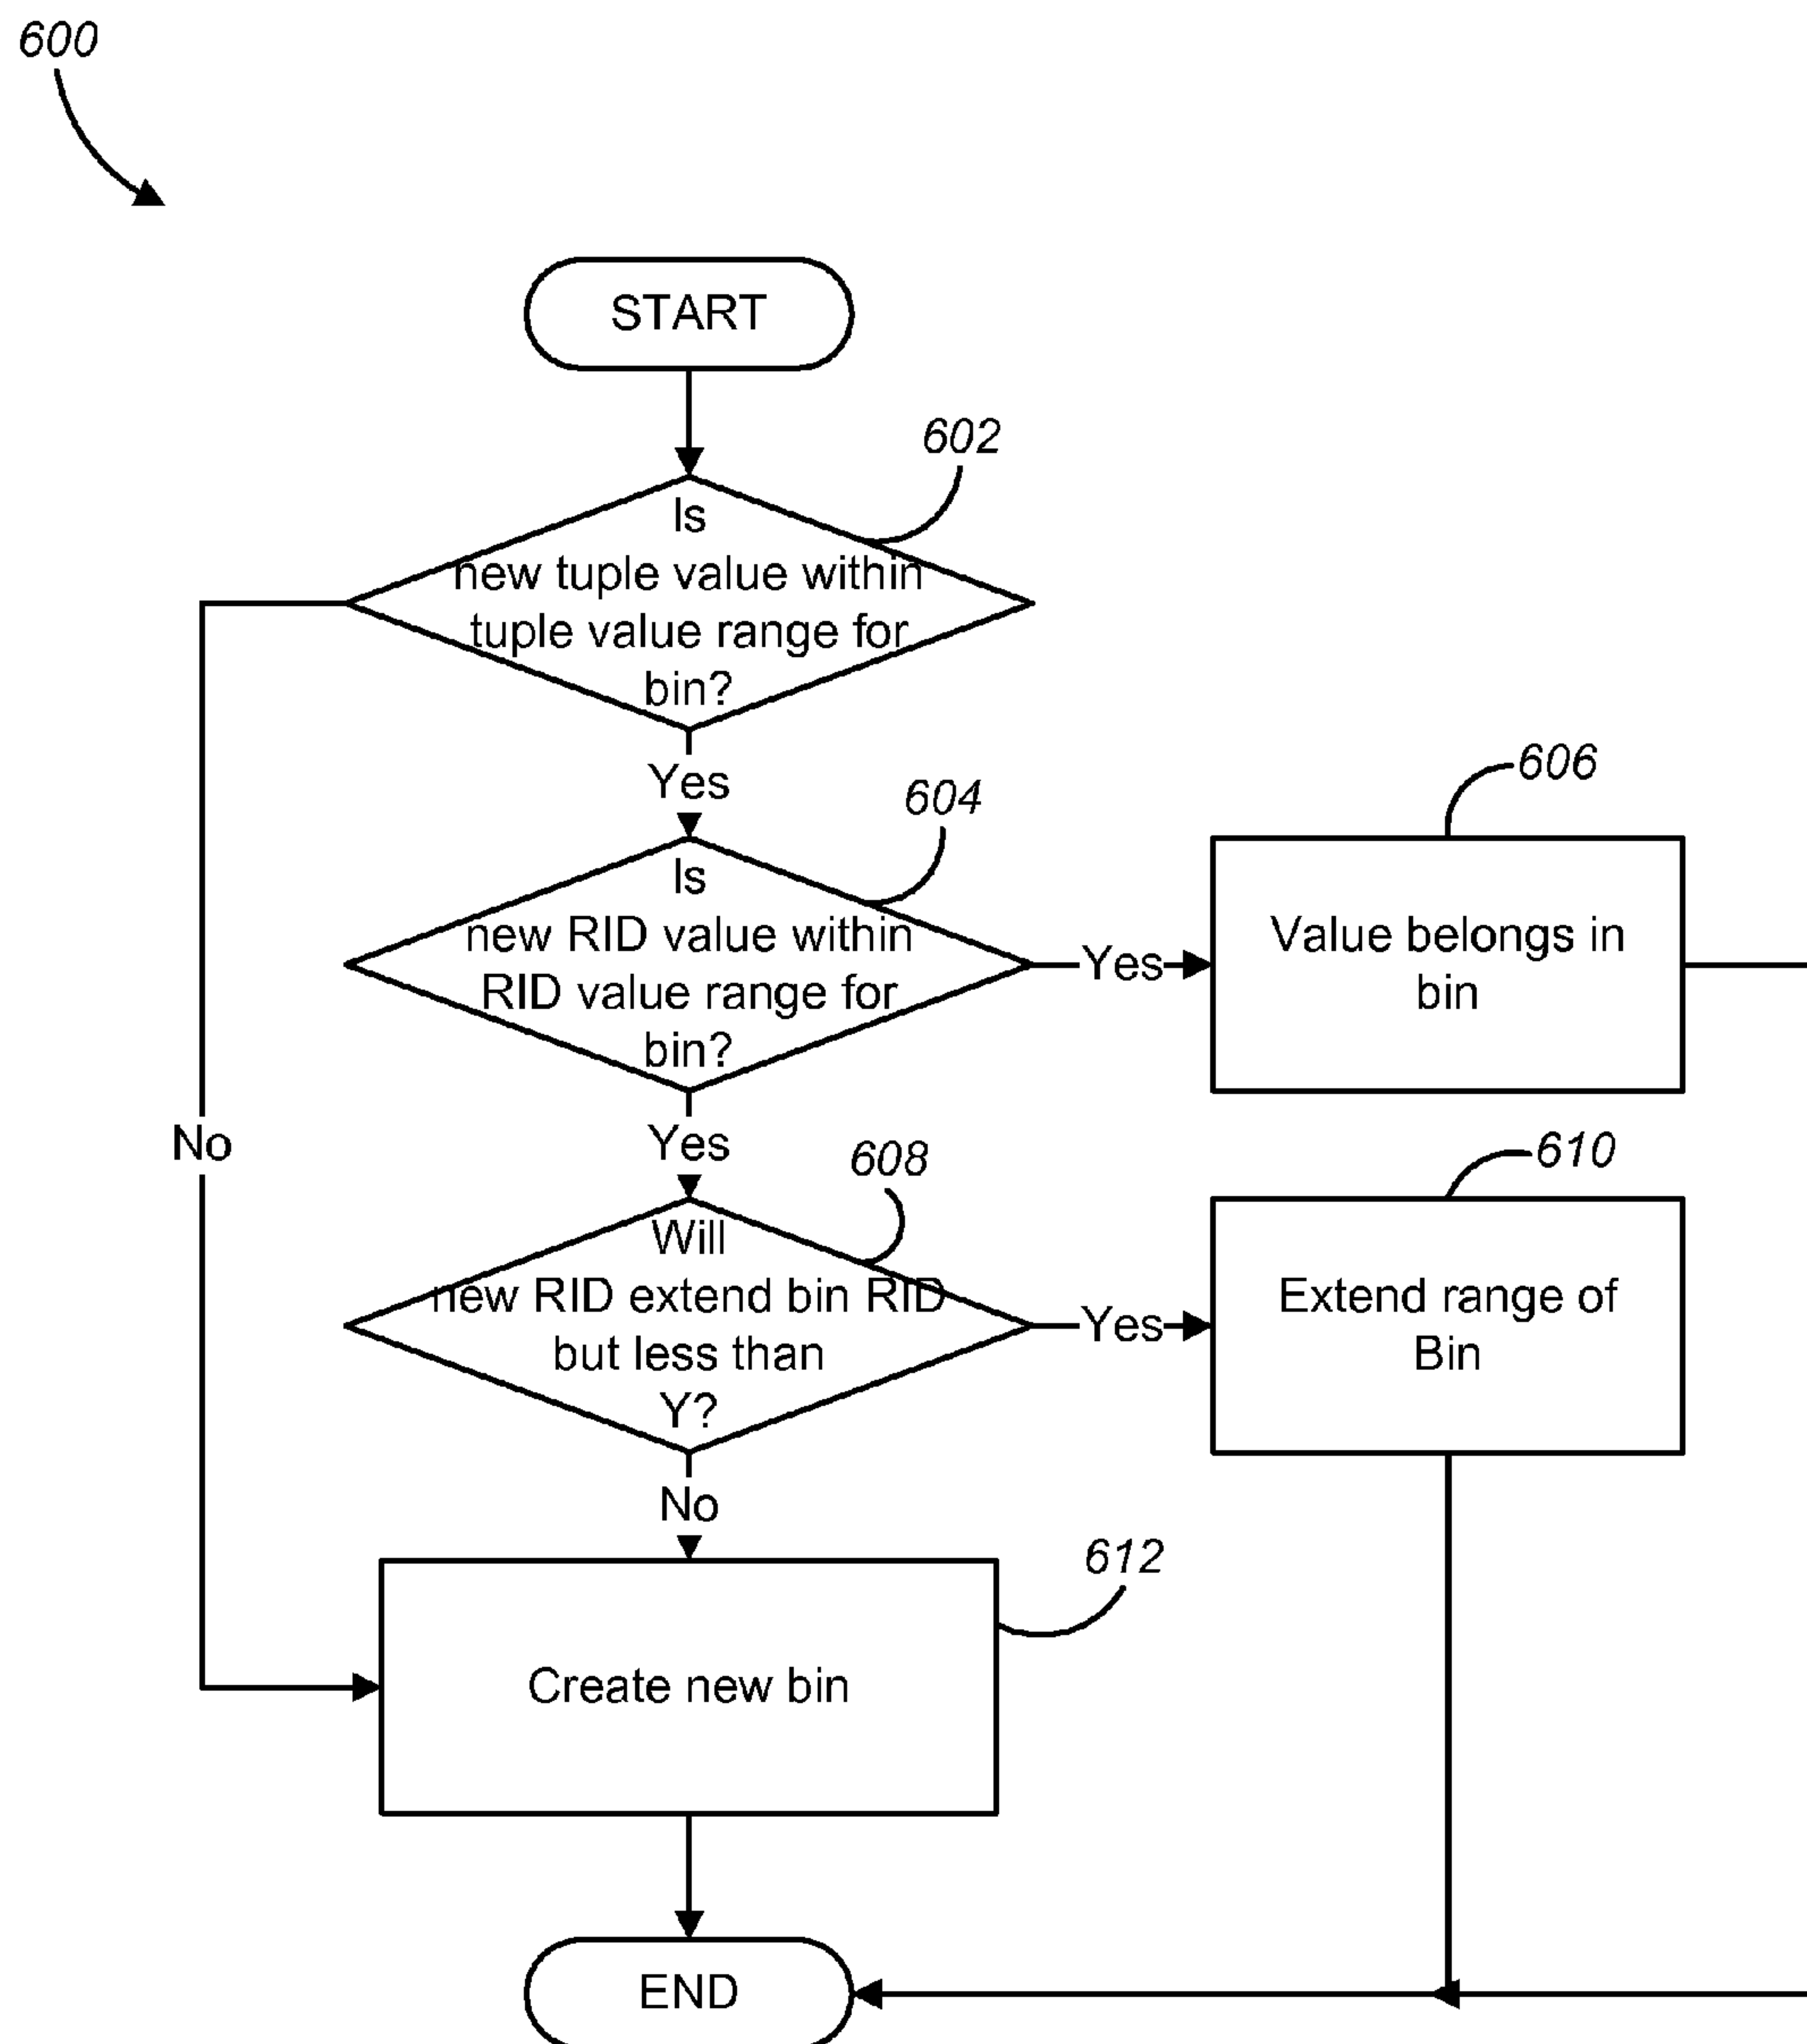 600
START
602
Is
new tuple value within
tuple value range for
bin?
Yes
604
606
Is
new RID value within
RID value range for
bin?
Yes
Value belongs in
bin
No
Yes
608
610
Will
new RID extend bin RID
but less than
Y?
Yes
Extend range of
Bin
No
612
Create new bin
END